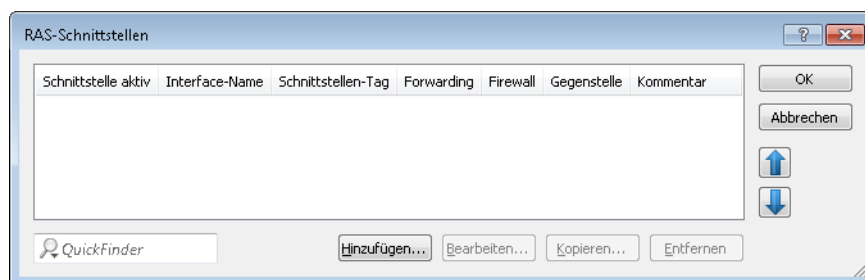 RAS-Schnittstellen
?
Schnittstelle aktiv Interface-Name Schnittstellen-Tag Forwarding Firewall Gegenstelle Kommentar
OK
Abbrechen
QuickFinder
Hinzufügen... Bearbeiten... Kopieren... Entfernen